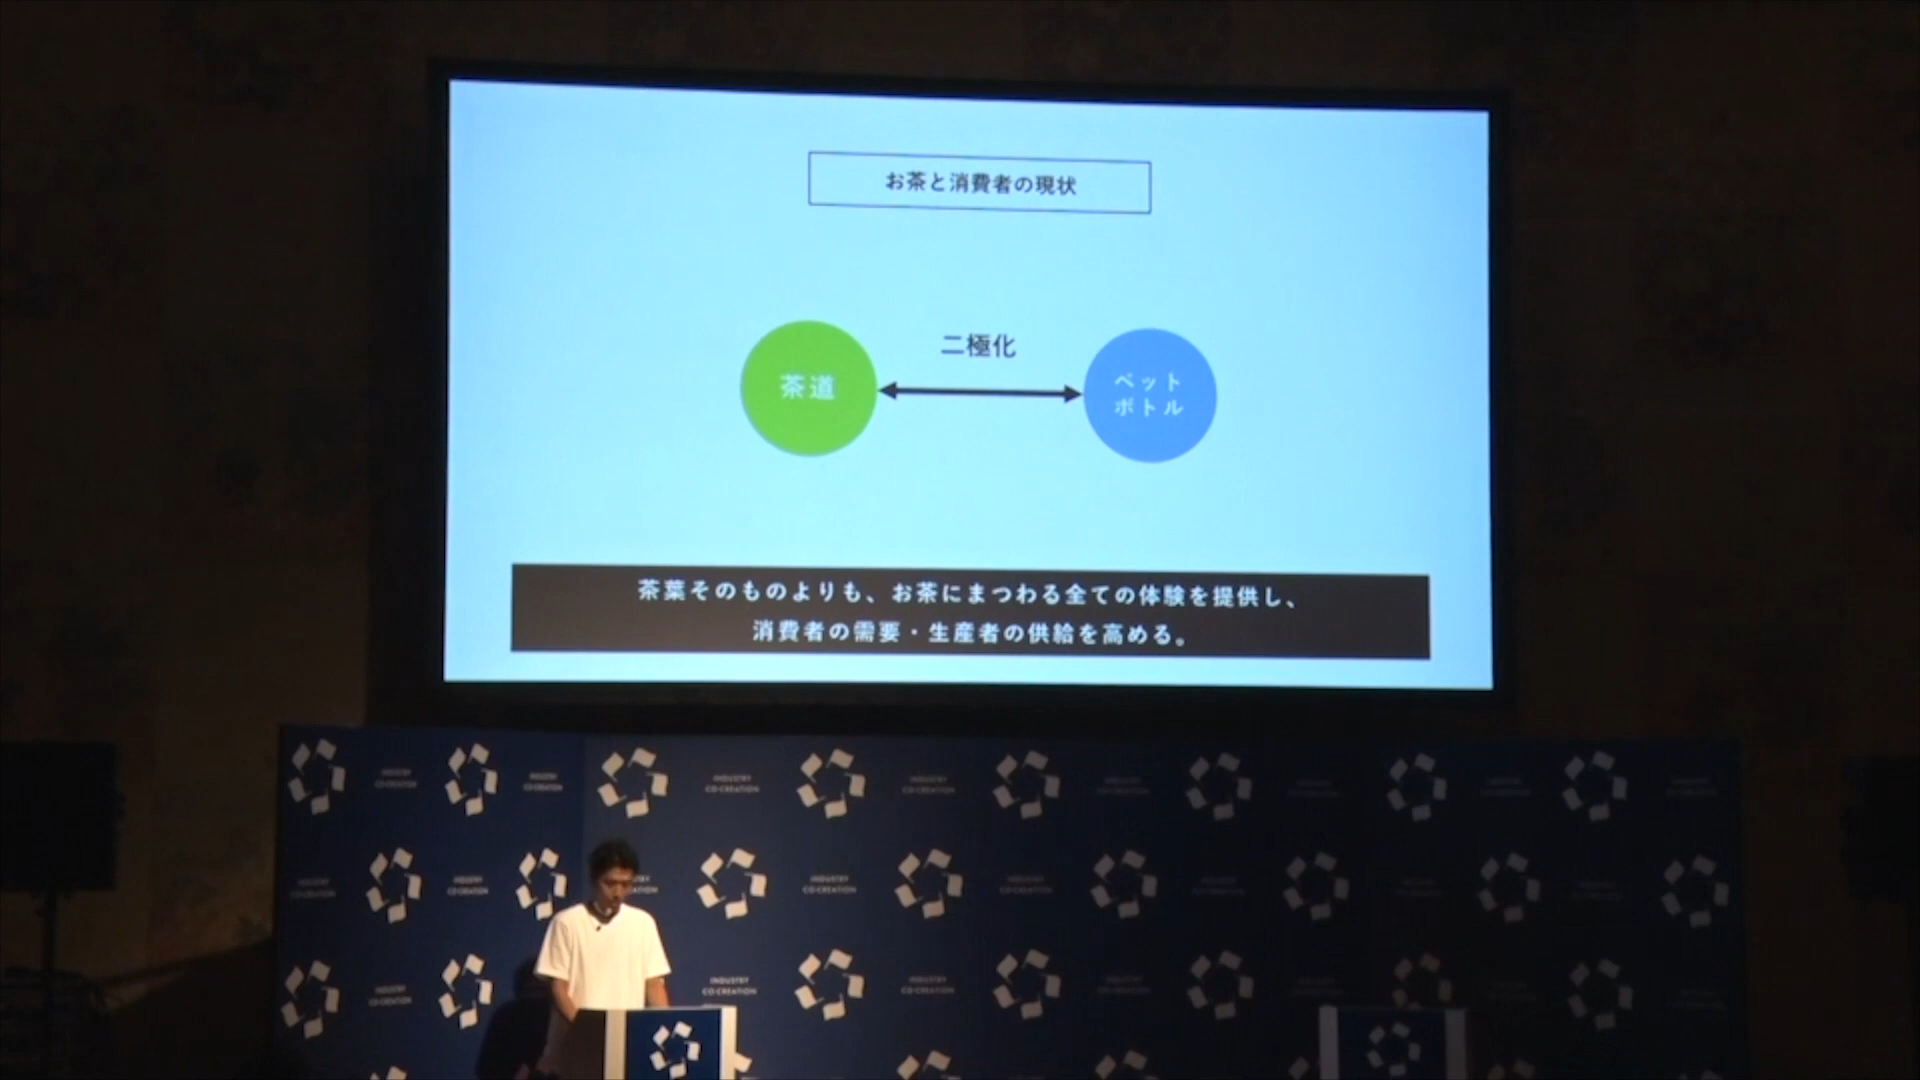 お茶と消費者の現状
二極化
茶道
ペット
ボトル
茶葉そのものよりも、お茶にまつわる全ての体験を提供し、
消費者の需要・生産者の供給を高める。
INDUSTRY
CO-CREATION